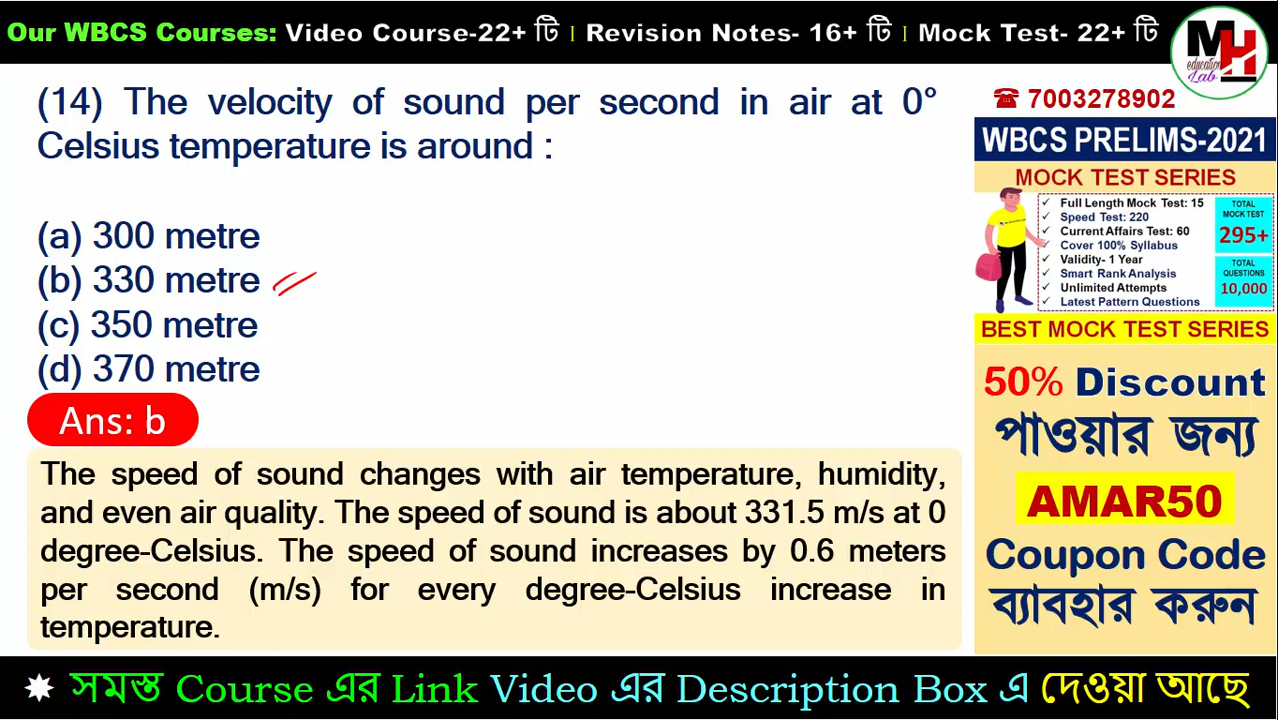 Our WBCS Courses: Video Course-22+ টি । Revision Notes- 16+ টি । Mock Test- 22+ টি
MH
education
Lab
☎ 7003278902
(14) The velocity of sound per second in air at 0°
Celsius temperature is around :
(a) 300 metre
(b) 330 metre
(c) 350 metre
(d) 370 metre
Ans: b
The speed of sound changes with air temperature, humidity,
and even air quality. The speed of sound is about 331.5 m/s at 0
degree-Celsius. The speed of sound increases by 0.6 meters
per second (m/s) for every degree-Celsius increase in
temperature.
WBCS PRELIMS-2021
MOCK TEST SERIES
✓ Full Length Mock Test: 15
✓ Speed Test: 220
✓ Current Affairs Test: 60
✓ Cover 100% Syllabus
✓ Validity- 1 Year
✓ Smart Rank Analysis
✓ Unlimited Attempts
✓ Latest Pattern Questions
TOTAL
MOCK TEST
295+
TOTAL
QUESTIONS
10,000
BEST MOCK TEST SERIES
50% Discount
পাওয়ার জন্য
AMAR50
Coupon Code
ব্যাবহার করুন
✸ সমস্ত Course এর Link Video এর Description Box এ দেওয়া আছে